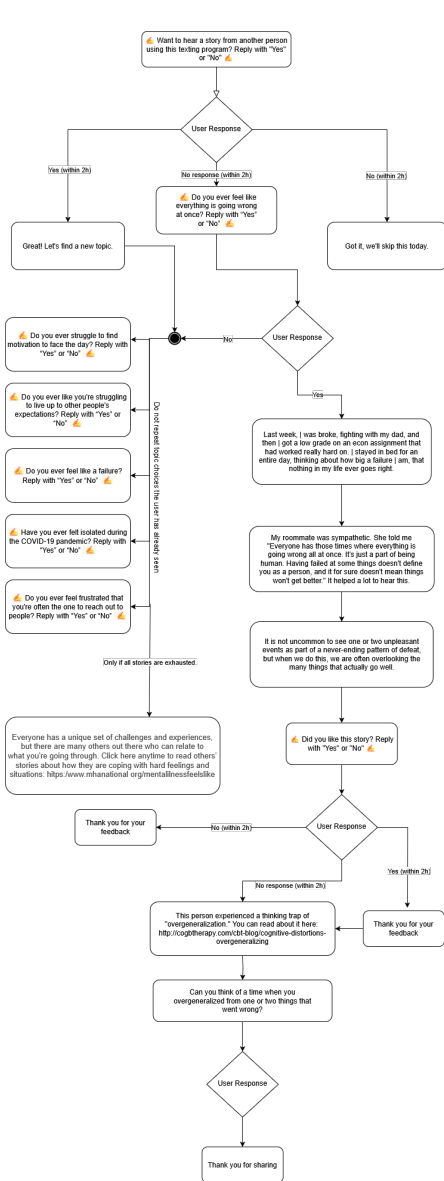 ✍ Want to hear a story from another person
using this texting program? Reply with "Yes"
or "No" ✍
User Response
Yes (within 2h)
No response (within 2h)
No (within 2h)
✍ Do you ever feel like
everything is going wrong
at once? Reply with "Yes"
or "No" ✍
Great! Let's find a new topic.
Got it, we'll skip this today.
User Response
No
Yes
✍ Do you ever struggle to find
motivation to face the day? Reply with
"Yes" or "No" ✍
✍ Do you ever like you're struggling
to live up to other people's
expectations? Reply with "Yes" or
"No" ✍
✍ Do you ever feel like a failure?
Reply with "Yes" or "No" ✍
✍ Have you ever felt isolated during
the COVID-19 pandemic? Reply with
"Yes" or "No" ✍
✍ Do you ever feel frustrated that
you're often the one to reach out to
people? Reply with "Yes" or "No" ✍
Do not repeat topic choices the user has already seen
Only if all stories are exhausted.
Everyone has a unique set of challenges and experiences,
but there are many others out there who can relate to
what you're going through. Click here anytime to read others'
stories about how they are coping with hard feelings and
situations: hitps:/www.mhanational org/mentalilnessfeelslike
Last week, | was broke, fighting with my dad, and
then | got a low grade on an econ assignment that
had worked really hard on. | stayed in bed for an
entire day, thinking about how big a failure | am, that
nothing in my life ever goes right.
My roommate was sympathetic. She told me
"Everyone has those times where everything is
going wrong all at once. It's just a part of being
human. Having failed at some things doesn't define
you as a person, and it for sure doesn't mean things
won't get better." It helped a lot to hear this.
It is not uncommon to see one or two unpleasant
events as part of a never-ending pattern of defeat,
but when we do this, we are often overlooking the
many things that actually go well.
✍ Did you like this story? Reply
with "Yes" or "No" ✍
User Response
No (within 2h)
Yes (within 2h)
No response (within 2h)
Thank you for your
feedback
Thank you for your
feedback
This person experienced a thinking trap of
"overgeneralization." You can read about it here:
http://cogbtherapy.com/cbt-blog/cognitive-distortions-
overgeneralizing
Can you think of a time when you
overgeneralized from one or two things that
went wrong?
User Response
Thank you for sharing